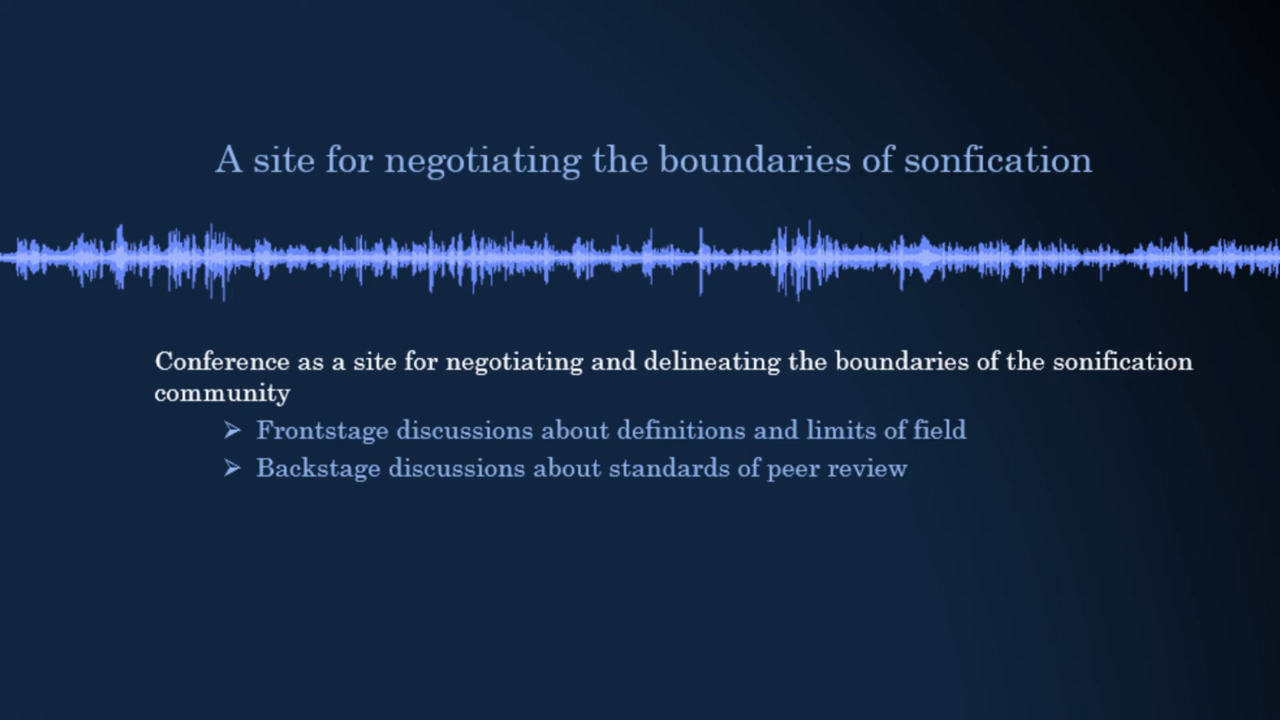 A site for negotiating the boundaries of sonfication
Conference as a site for negotiating and delineating the boundaries of the sonification
community
➢ Frontstage discussions about definitions and limits of field
➢ Backstage discussions about standards of peer review